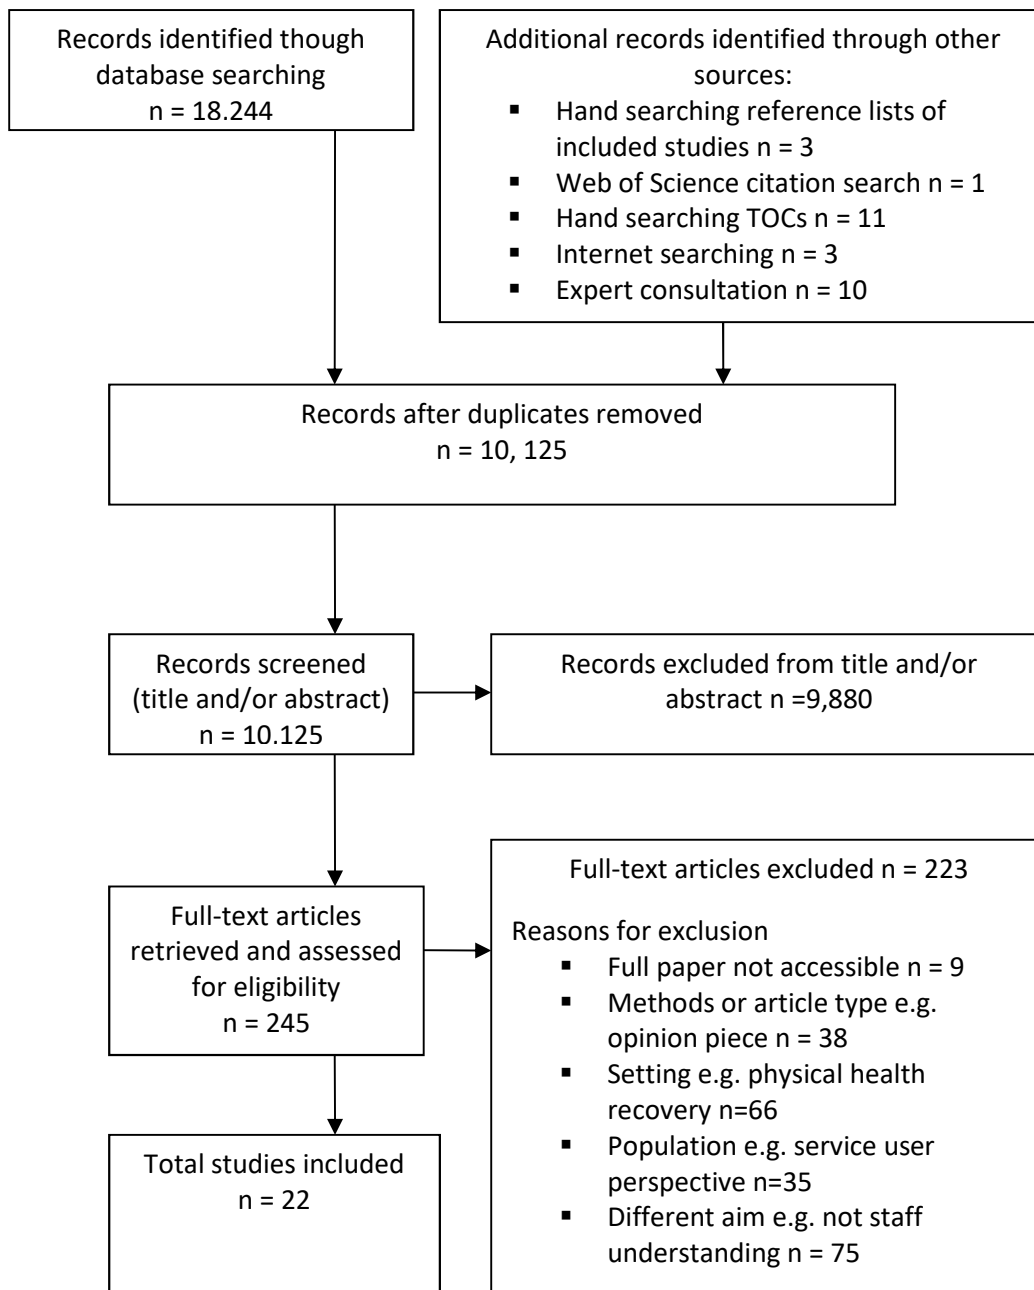 Records identified though
database searching
n = 18.244
Additional records identified through other
sources:
▪ Hand searching reference lists of
included studies n = 3
▪ Web of Science citation search n = 1
▪ Hand searching TOCs n = 11
▪ Internet searching n = 3
▪ Expert consultation n = 10
Records after duplicates removed
n = 10, 125
Records screened
(title and/or abstract)
n = 10.125
Records excluded from title and/or
abstract n =9,880
Full-text articles
retrieved and assessed
for eligibility
n = 245
Full-text articles excluded n = 223
Reasons for exclusion
▪ Full paper not accessible n = 9
▪ Methods or article type e.g.
opinion piece n = 38
▪ Setting e.g. physical health
recovery n=66
▪ Population e.g. service user
perspective n=35
▪ Different aim e.g. not staff
understanding n = 75
Total studies included
n = 22